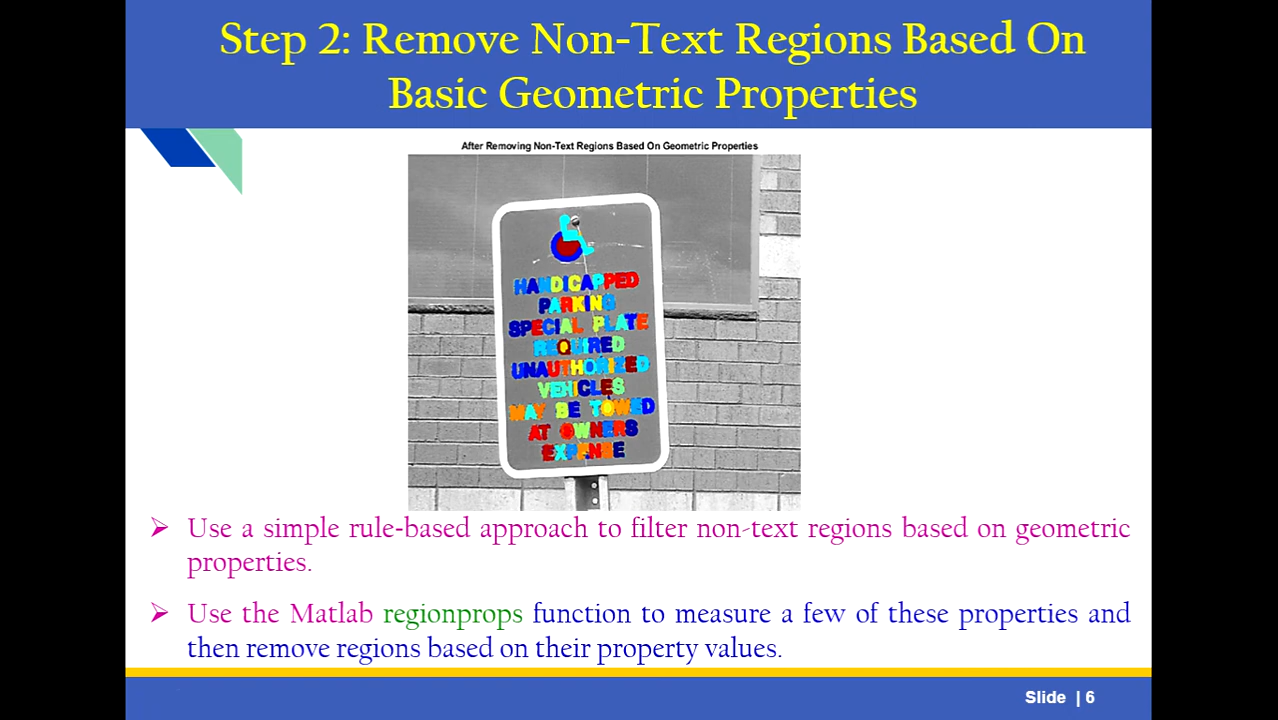 Step 2: Remove Non-Text Regions Based On
Basic Geometric Properties
After Removing Non-Text Regions Based On Geometric Properties
HANDICAPPED
PARKING
SPECIAL PLATE
REQUIRED
UNAUTHORIZED
VEHICLES
MAY BE TOWED
AT OWNERS
EXPENSE
Use a simple rule-based approach to filter non-text regions based on geometric
properties.
Use the Matlab regionprops function to measure a few of these properties and
then remove regions based on their property values.
Slide | 6